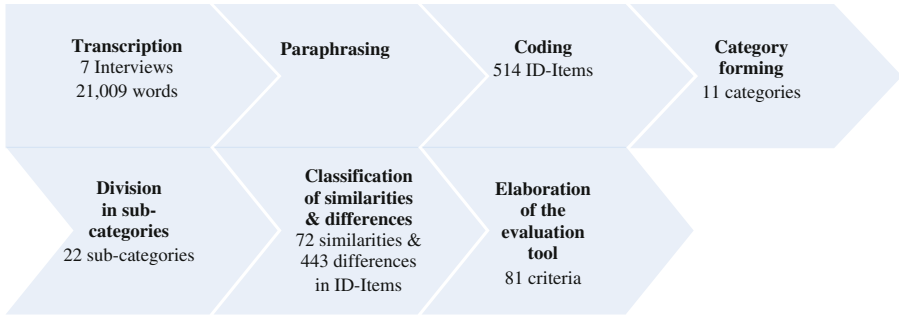 Transcription
7 Interviews
21,009 words
Paraphrasing
Coding
514 ID-Items
Category
forming
11 categories
Division
in sub-
categories
22 sub-categories
Classification
of similarities
& differences
72 similarities &
443 differences
in ID-Items
Elaboration
of the
evaluation
tool
81 criteria